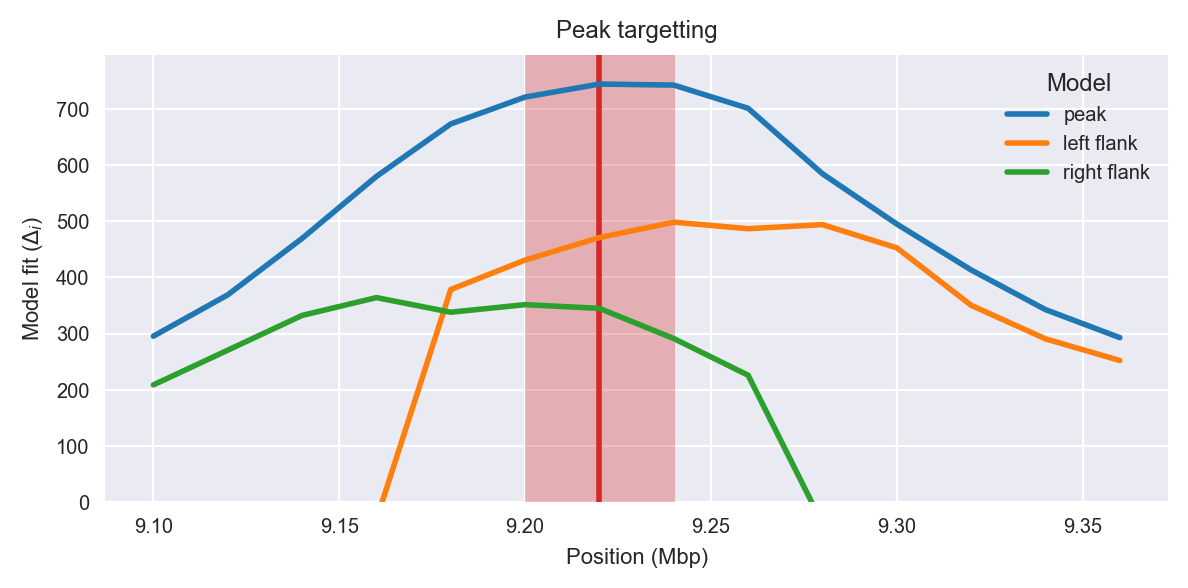 Peak targetting
Model
peak
left flank
right flank
Model fit (Δi)
700
600
500
400
300
200
100
0
9.10 9.15 9.20 9.25 9.30 9.35
Position (Mbp)